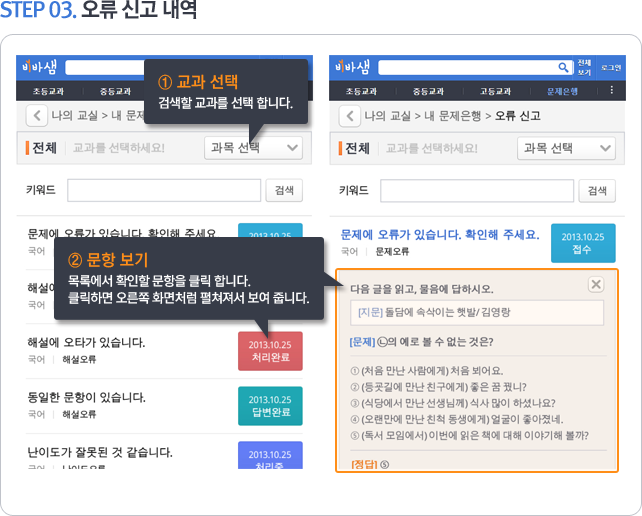 STEP 03. 오류 신고 내역
비바샘
초등교과 중등교과
나의 교실 > 내 문제
전체 교과를 선택하세요! 과목 선택
키워드 검색
문제에 오류가 있습니다. 확인해 주세요
2013.10.25
국어
해설에
국어
해설에 오타가 있습니다.
국어 해설오류
2013.10.25
처리완료
동일한 문항이 있습니다.
국어 해설오류
2013.10.25
답변완료
난이도가 잘못된 것 같습니다.
국어 난이도오류
2013.10.25
처리중
① 교과 선택
검색할 교과를 선택 합니다.
② 문항 보기
목록에서 확인할 문항을 클릭 합니다.
클릭하면 오른쪽 화면처럼 펼쳐져서 보여 줍니다.
비바샘 전체보기 로그인
초등교과 중등교과 고등교과 문제은행
나의 교실 > 내 문제은행 > 오류 신고
전체 교과를 선택하세요! 과목 선택
키워드 검색
문제에 오류가 있습니다. 확인해 주세요.
국어 문제오류
2013.10.25
접수
다음 글을 읽고, 물음에 답하시오.
[지문] 돌담에 속삭이는 햇발/ 김영랑
[문제] ㉡의 예로 볼 수 없는 것은?
① (처음 만난 사람에게) 처음 뵈어요.
② (등굣길에 만난 친구에게) 좋은 꿈 꿨니?
③ (식당에서 만난 선생님께) 식사 많이 하셨나요?
④ (오랜만에 만난 친척 동생에게) 얼굴이 좋아졌네.
⑤ (독서 모임에서) 이번에 읽은 책에 대해 이야기해 볼까?
[정답] ⑤